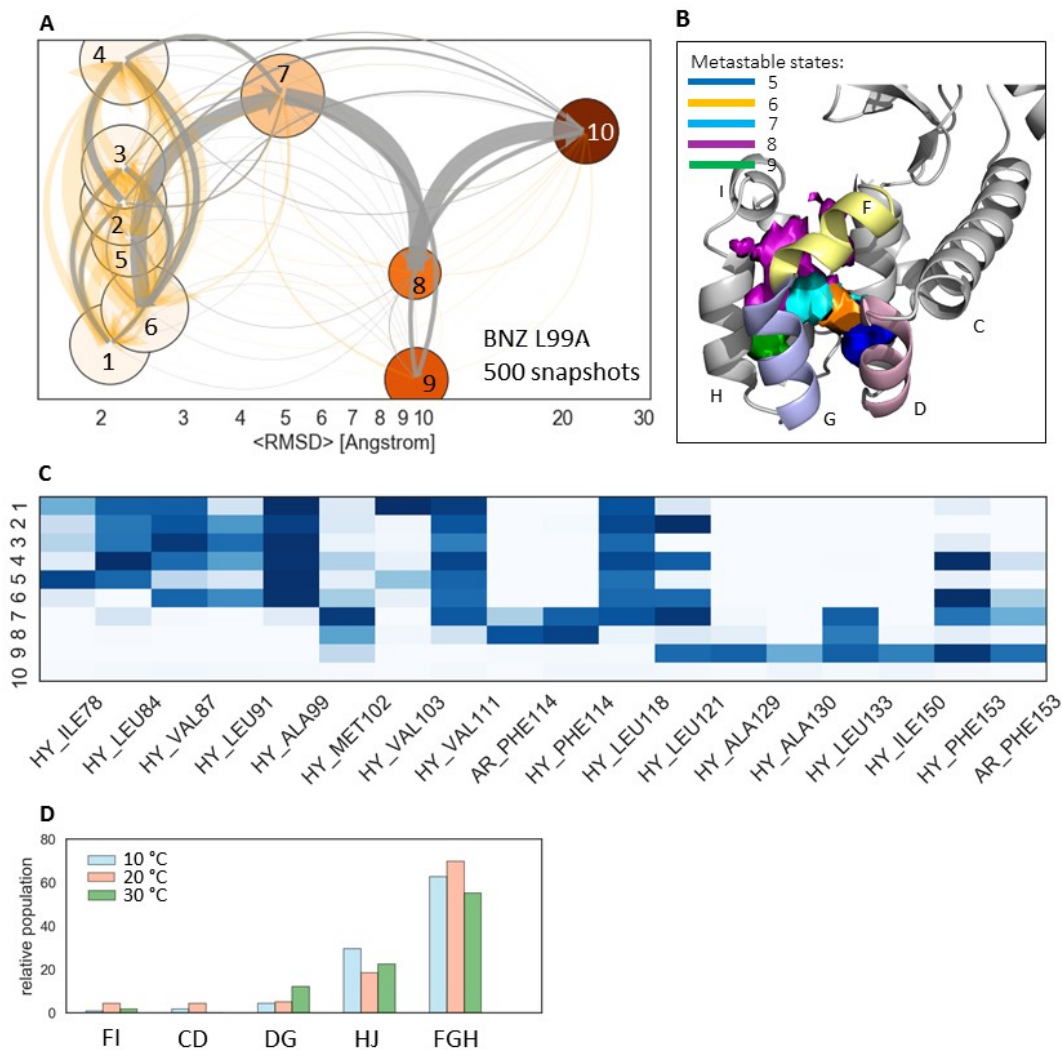 A
4
3
2
5
6
1
7
8
9
10
BNZ L99A
500 snapshots
2 3 4 5 6 7 8 9 10 20 30
<RMSD> [Angstrom]
B
Metastable states:
5
6
7
8
9
I
F
C
H
G
D
C
1
2
3
4
5
6
7
8
9
10
HY_ILE78
HY_LEU84
HY_VAL87
HY_LEU91
HY_ALA99
HY_MET102
HY_VAL103
HY_VAL111
AR_PHE114
HY_PHE114
HY_LEU118
HY_LEU121
HY_ALA129
HY_ALA130
HY_LEU133
HY_ILE150
HY_PHE153
AR_PHE153
D
relative population
80
60
40
20
0
10 °C
20 °C
30 °C
FI CD DG HJ FGH